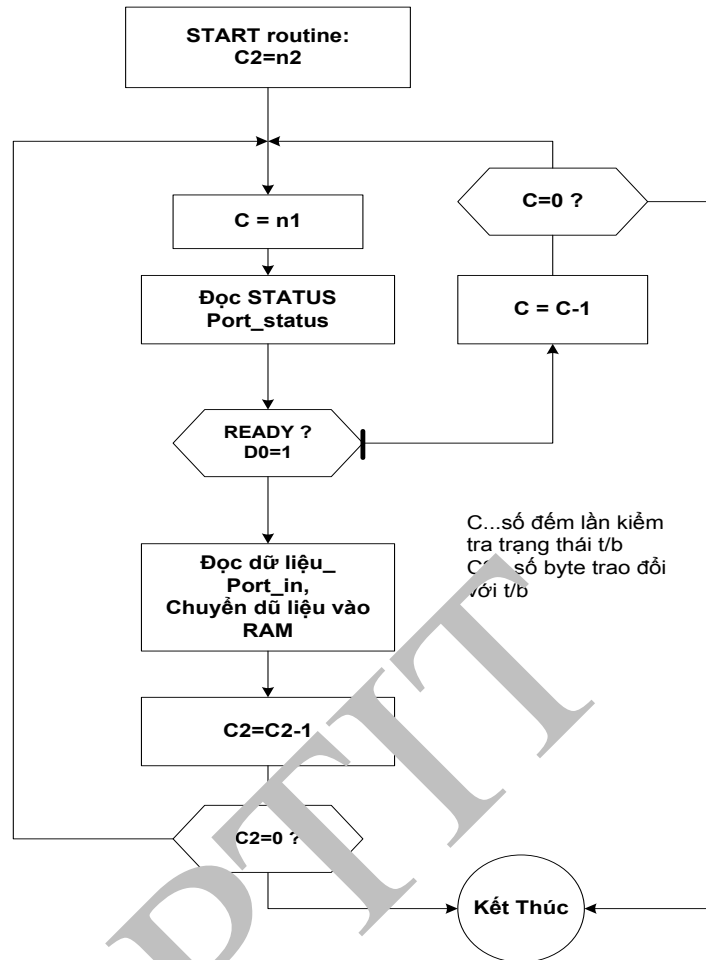 START routine:
C2=n2
C=0 ?
C = n1
Đọc STATUS
Port_status
C = C-1
READY ?
D0=1
C...số đếm lần kiểm
tra trạng thái t/b
số byte trao đổi
với t/b
Đọc dữ liệu_
Port_in,
Chuyển dũ liệu vào
RAM
C2=C2-1
C2=0 ?
Kết Thúc
PTIT